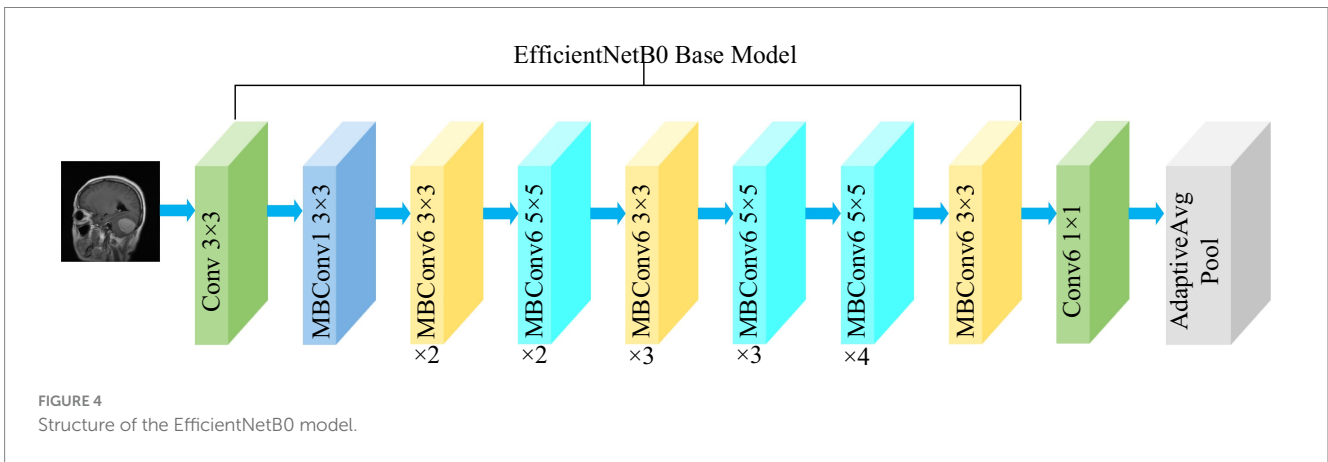 EfficientNetB0 Base Model
Conv 3×3
MBConv1 3×3
MBConv6 3×3
×2
MBConv6 5×5
×2
MBConv6 3×3
×3
MBConv6 5×5
×3
MBConv6 5×5
×4
MBConv6 3×3
Conv6 1×1
AdaptiveAvg
Pool
FIGURE 4
Structure of the EfficientNetB0 model.